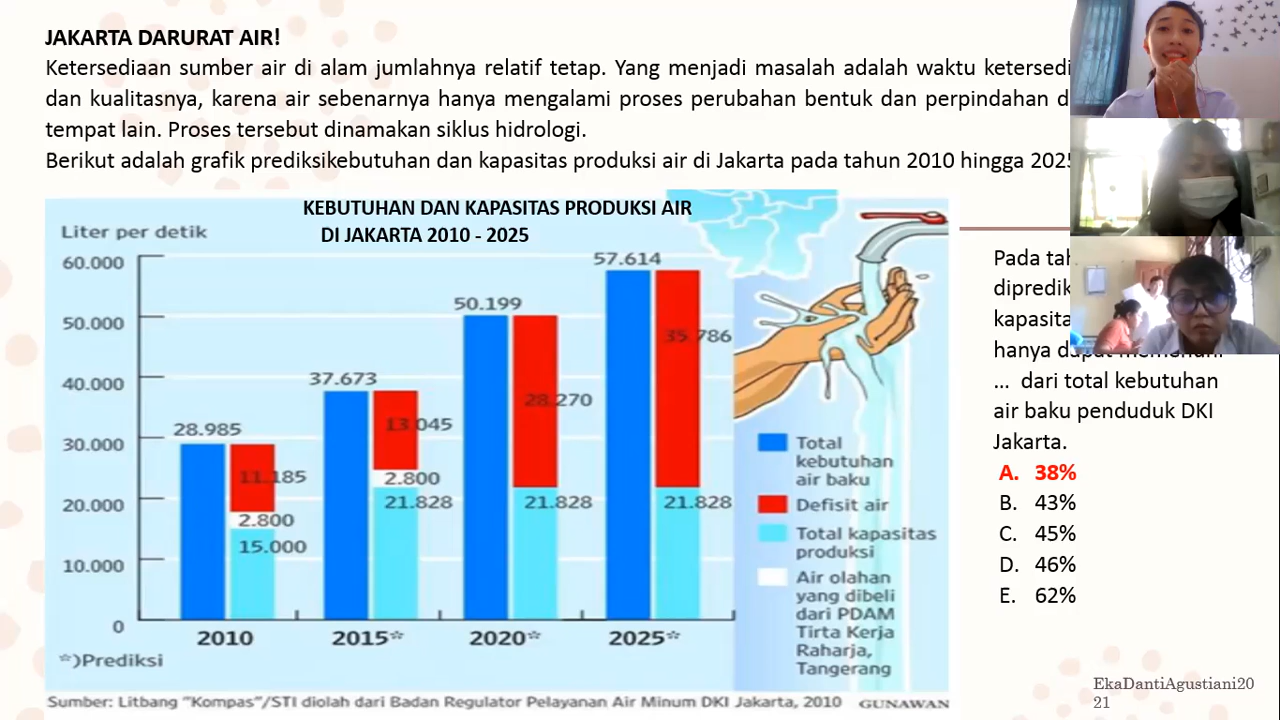 JAKARTA DARURAT AIR!
Ketersediaan sumber air di alam jumlahnya relatif tetap. Yang menjadi masalah adalah waktu
dan kualitasnya, karena air sebenarnya hanya mengalami proses perubahan bentuk dan perpindahan
tempat lain. Proses tersebut dinamakan siklus hidrologi.
Berikut adalah grafik prediksikebutuhan dan kapasitas produksi air di Jakarta pada tahun 2010 hingga 2025
KEBUTUHAN DAN KAPASITAS PRODUKSI AIR
DI JAKARTA 2010 - 2025
Liter per detik
60.000
50.000
40.000
30.000
20.000
10.000
0
28.985
11.185
2.800
15.000
37.673
13.045
2.800
21.828
50.199
28.270
21.828
57.614
35.786
21.828
2010
2015*
2020*
2025*
*)Prediksi
Total
kebutuhan
air baku
Defisit air
Total kapasitas
produksi
Air olahan
yang dibeli
dari PDAM
Tirta Kerja
Raharja,
Tangerang
Sumber: Litbang "Kompas"/STI diolah dari Badan Regulator Pelayanan Air Minum DKI Jakarta, 2010
GUNAWAN
Pada
hanya
... dari total kebutuhan
air baku penduduk DKI
Jakarta.
A. 38%
B. 43%
C. 45%
D. 46%
E. 62%
EkaDantiAgustiani20
21